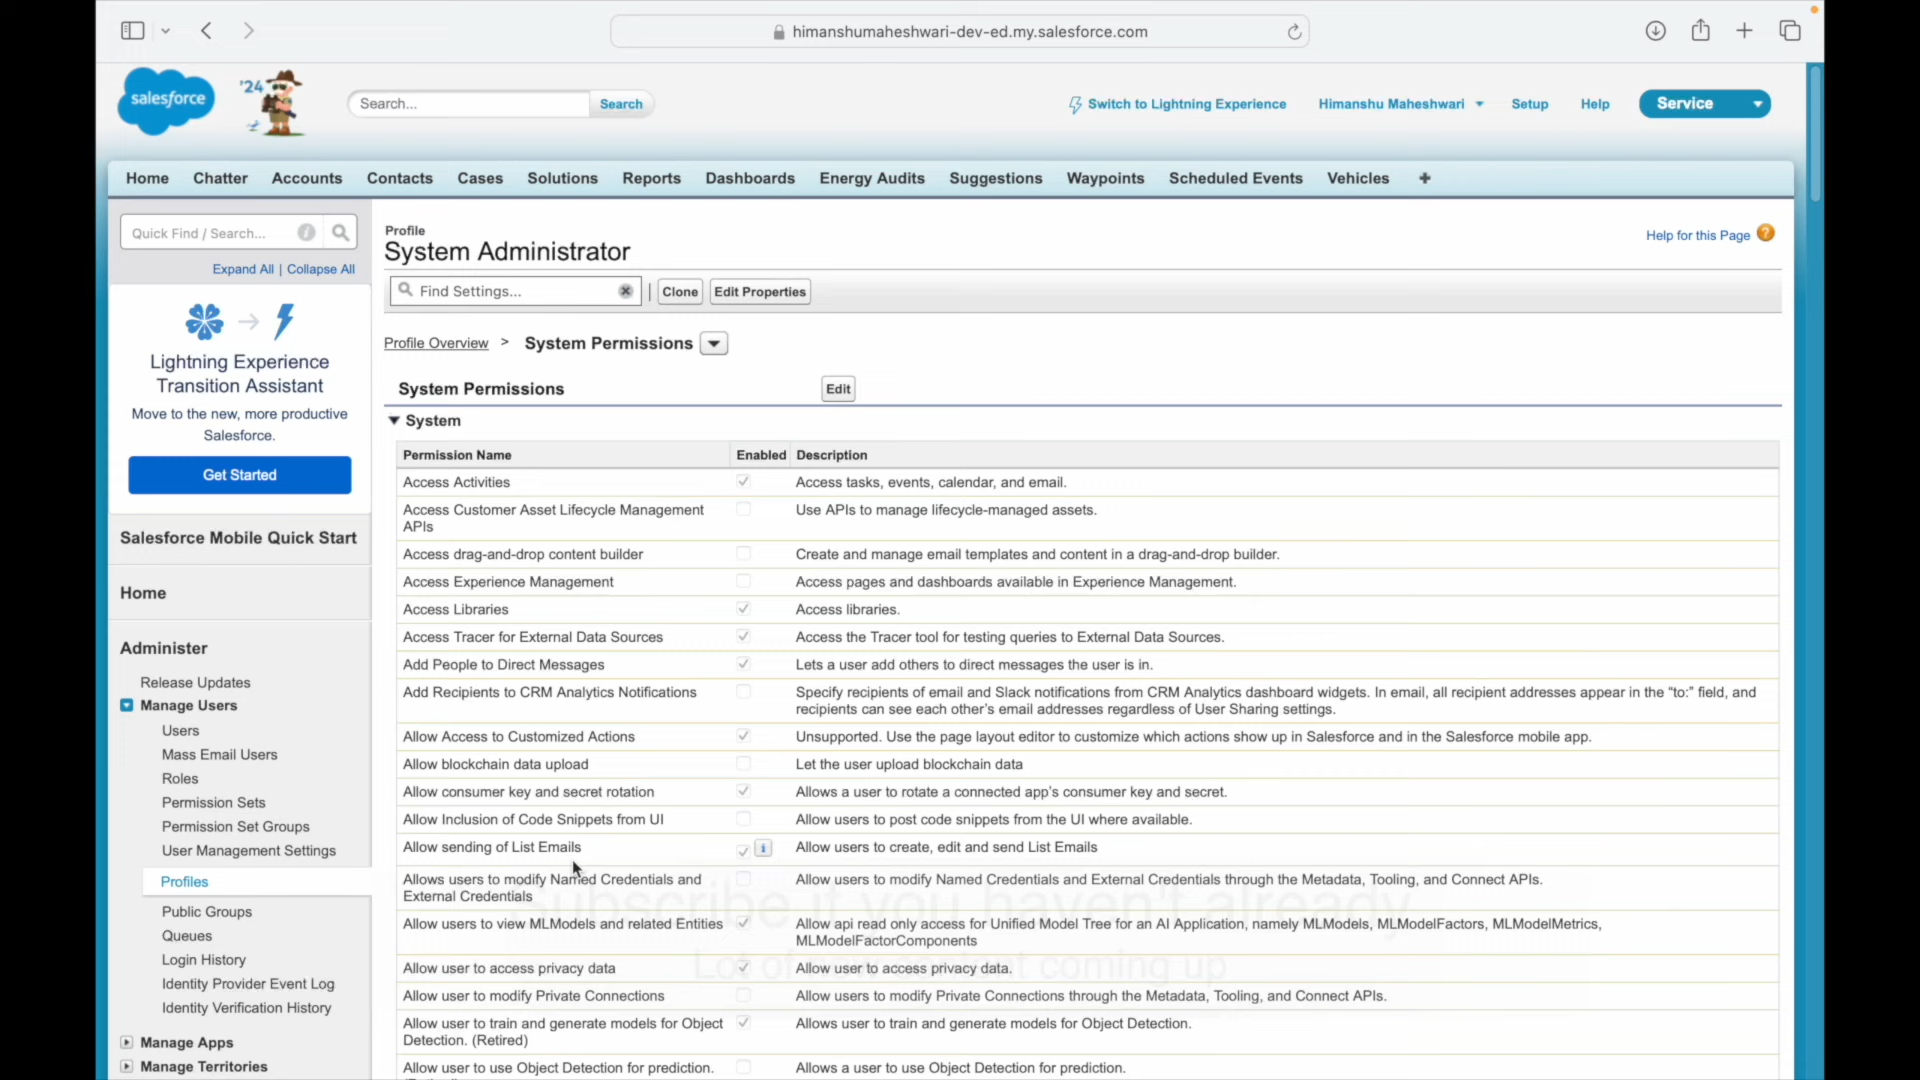 himanshumaheshwari-dev-ed.my.salesforce.com
salesforce
'24
Search...
Search
Switch to Lightning Experience
Himanshu Maheshwari
Setup
Help
Service
Home
Chatter
Accounts
Contacts
Cases
Solutions
Reports
Dashboards
Energy Audits
Suggestions
Waypoints
Scheduled Events
Vehicles
+
Quick Find / Search...
Expand All | Collapse All
Lightning Experience
Transition Assistant
Move to the new, more productive
Salesforce.
Get Started
Salesforce Mobile Quick Start
Home
Administer
Release Updates
Manage Users
Users
Mass Email Users
Roles
Permission Sets
Permission Set Groups
User Management Settings
Profiles
Public Groups
Queues
Login History
Identity Provider Event Log
Identity Verification History
Manage Apps
Manage Territories
Profile
System Administrator
Help for this Page ?
Find Settings...
Clone
Edit Properties
Profile Overview > System Permissions
System Permissions
Edit
System
Permission Name Enabled Description
Access Activities Access tasks, events, calendar, and email.
Access Customer Asset Lifecycle Management Use APIs to manage lifecycle-managed assets.
APIs
Access drag-and-drop content builder Create and manage email templates and content in a drag-and-drop builder.
Access Experience Management Access pages and dashboards available in Experience Management.
Access Libraries Access libraries.
Access Tracer for External Data Sources Access the Tracer tool for testing queries to External Data Sources.
Add People to Direct Messages Lets a user add others to direct messages the user is in.
Add Recipients to CRM Analytics Notifications Specify recipients of email and Slack notifications from CRM Analytics dashboard widgets. In email, all recipient addresses appear in the “to:” field, and
recipients can see each other’s email addresses regardless of User Sharing settings.
Allow Access to Customized Actions Unsupported. Use the page layout editor to customize which actions show up in Salesforce and in the Salesforce mobile app.
Allow blockchain data upload Let the user upload blockchain data
Allow consumer key and secret rotation Allows a user to rotate a connected app’s consumer key and secret.
Allow Inclusion of Code Snippets from UI Allow users to post code snippets from the UI where available.
Allow sending of List Emails i Allow users to create, edit and send List Emails
Allows users to modify Named Credentials and Allow users to modify Named Credentials and External Credentials through the Metadata, Tooling, and Connect APIs.
External Credentials
Subscribe if you haven't already
Allow users to view MLModels and related Entities Allow api read only access for Unified Model Tree for an AI Application, namely MLModels, MLModelFactors, MLModelMetrics,
MLModelFactorComponents
Lot of content coming up
Allow user to access privacy data Allow user to access privacy data.
Allow user to modify Private Connections Allow users to modify Private Connections through the Metadata, Tooling, and Connect APIs.
Allow user to train and generate models for Object Allows user to train and generate models for Object Detection.
Detection. (Retired)
Allow user to use Object Detection for prediction. Allows a user to use Object Detection for prediction.